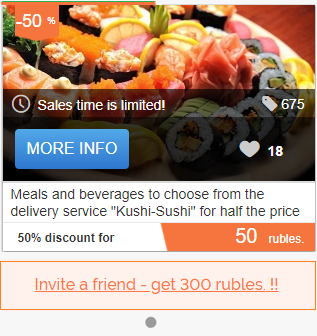 -50 %
Sales time is limited! 675
MORE INFO 18
Meals and beverages to choose from the
delivery service "Kushi-Sushi" for half the price
50% discount for 50 rubles.
Invite a friend - get 300 rubles. !!